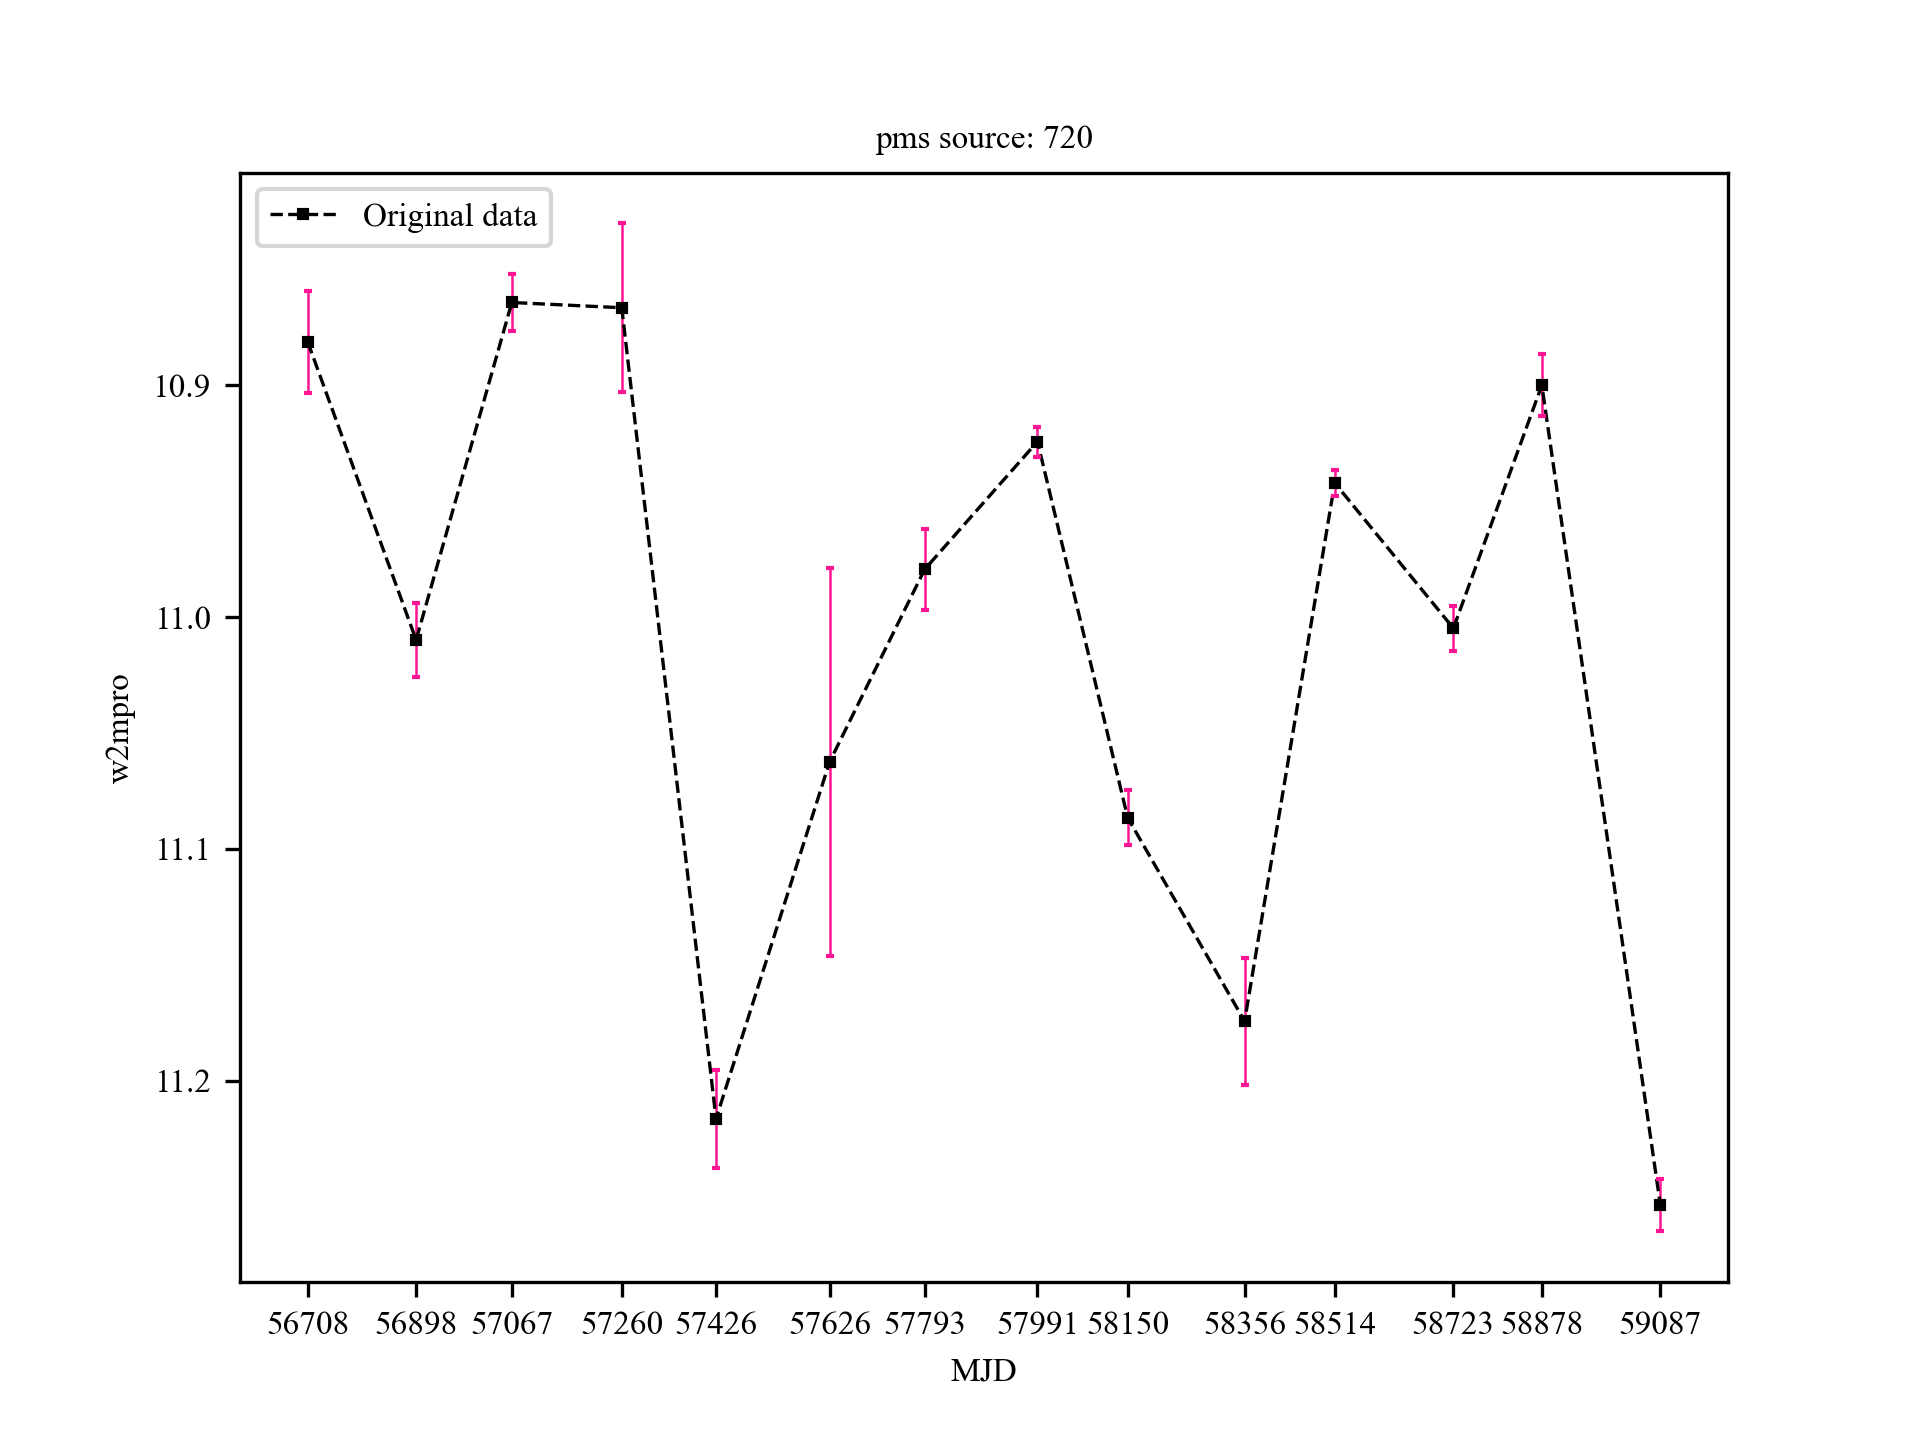 pms source: 720
Original data
10.9
11.0
11.1
11.2
w2mpro
56708 56898 57067 57260 57426 57626 57793 57991 58150 58356 58514 58723 58878 59087
MJD